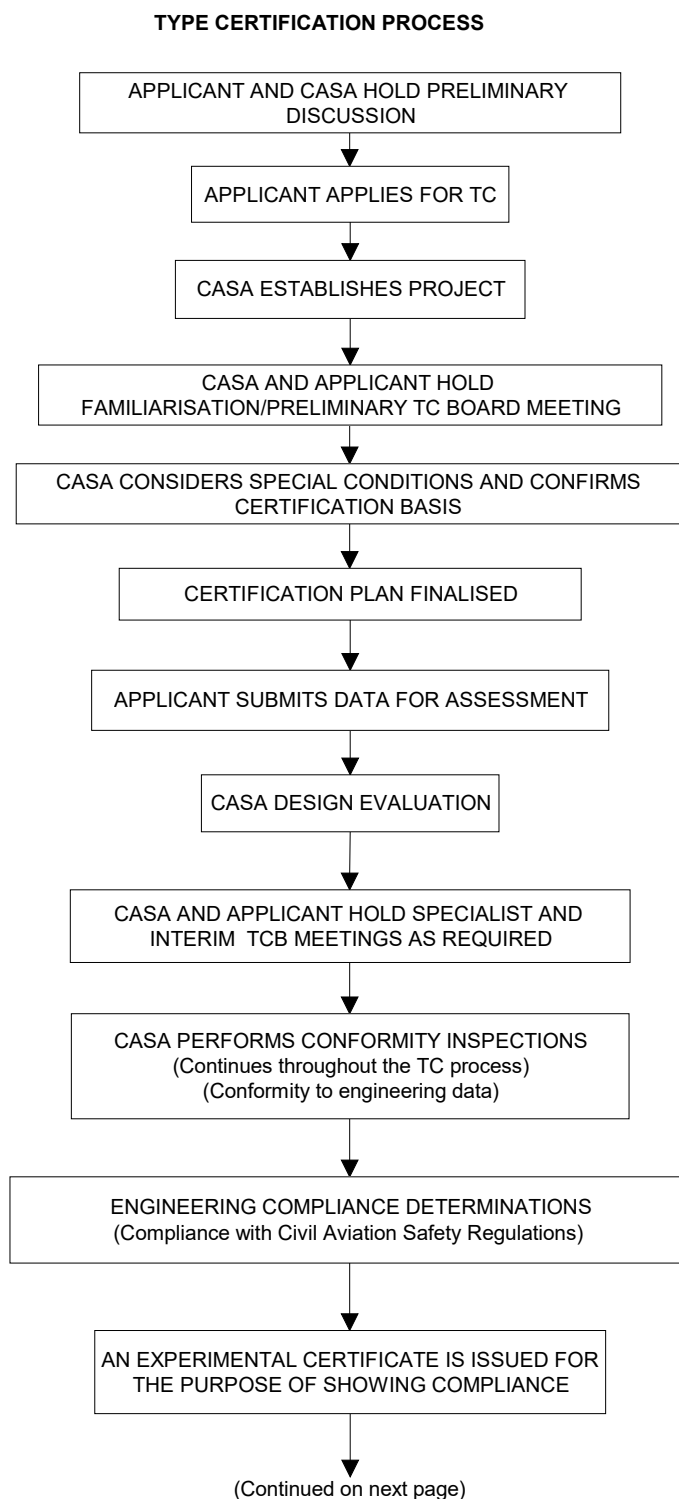 TYPE CERTIFICATION PROCESS
APPLICANT AND CASA HOLD PRELIMINARY
DISCUSSION
APPLICANT APPLIES FOR TC
CASA ESTABLISHES PROJECT
CASA AND APPLICANT HOLD
FAMILIARISATION/PRELIMINARY TC BOARD MEETING
CASA CONSIDERS SPECIAL CONDITIONS AND CONFIRMS
CERTIFICATION BASIS
CERTIFICATION PLAN FINALISED
APPLICANT SUBMITS DATA FOR ASSESSMENT
CASA DESIGN EVALUATION
CASA AND APPLICANT HOLD SPECIALIST AND
INTERIM TCB MEETINGS AS REQUIRED
CASA PERFORMS CONFORMITY INSPECTIONS
(Continues throughout the TC process)
(Conformity to engineering data)
ENGINEERING COMPLIANCE DETERMINATIONS
(Compliance with Civil Aviation Safety Regulations)
AN EXPERIMENTAL CERTIFICATE IS ISSUED FOR
THE PURPOSE OF SHOWING COMPLIANCE
(Continued on next page)